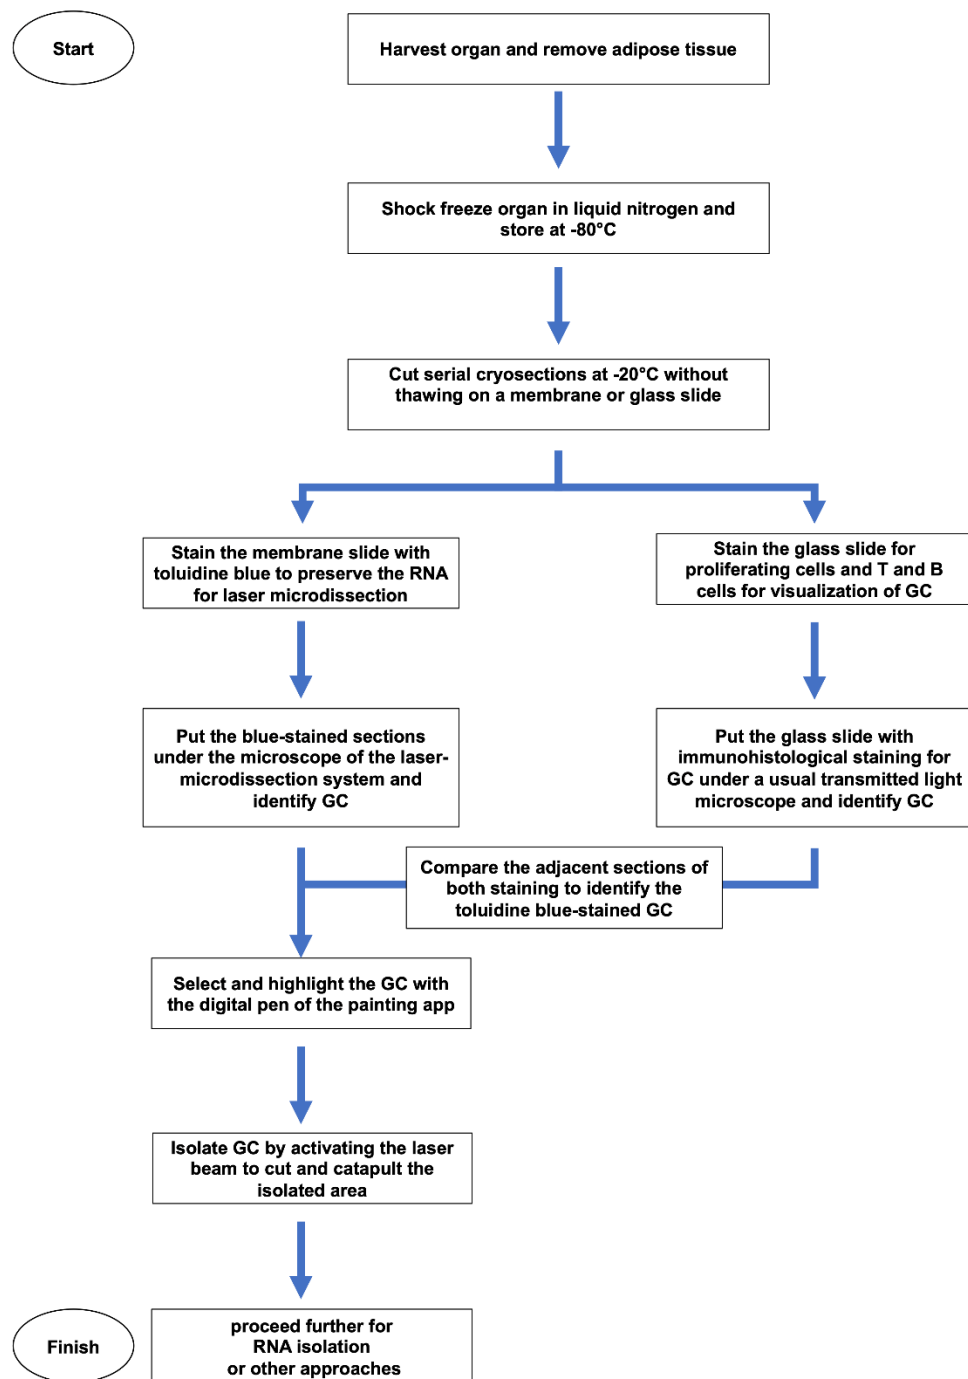 Start
Harvest organ and remove adipose tissue
Shock freeze organ in liquid nitrogen and
store at -80°C
Cut serial cryosections at -20°C without
thawing on a membrane or glass slide
Stain the membrane slide with
toluidine blue to preserve the RNA
for laser microdissection
Stain the glass slide for
proliferating cells and T and B
cells for visualization of GC
Put the blue-stained sections
under the microscope of the laser-
microdissection system and
identify GC
Put the glass slide with
immunohistological staining for
GC under a usual transmitted light
microscope and identify GC
Compare the adjacent sections of
both staining to identify the
toluidine blue-stained GC
Select and highlight the GC with
the digital pen of the painting app
Isolate GC by activating the laser
beam to cut and catapult the
isolated area
Finish
proceed further for
RNA isolation
or other approaches